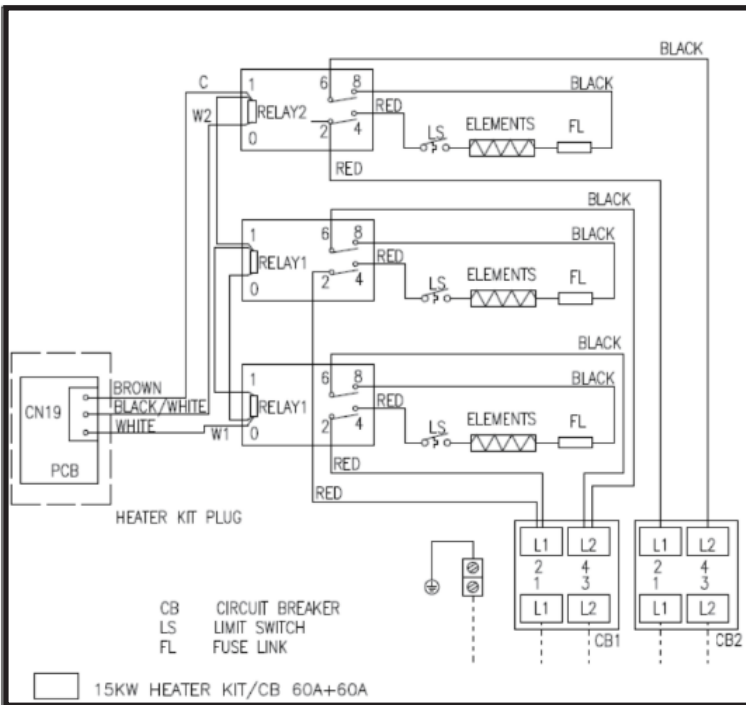 BLACK
C 1 6 8 BLACK
W2 RELAY2 RED LS ELEMENTS FL
0 2 4
RED
BLACK
1 6 8 BLACK
RELAY1 RED LS ELEMENTS FL
0 2 4
BLACK
1 6 8 BLACK
RELAY1 RED LS ELEMENTS FL
W1 0 2 4
RED
RED
BROWN
CN19 BLACK/WHITE
WHITE
PCB
HEATER KIT PLUG
L1 L2 L1 L2
2 4 2 4
1 3 1 3
L1 L2 L1 L2
CB1 CB2
CB CIRCUIT BREAKER
LS LIMIT SWITCH
FL FUSE LINK
15KW HEATER KIT/CB 60A+60A